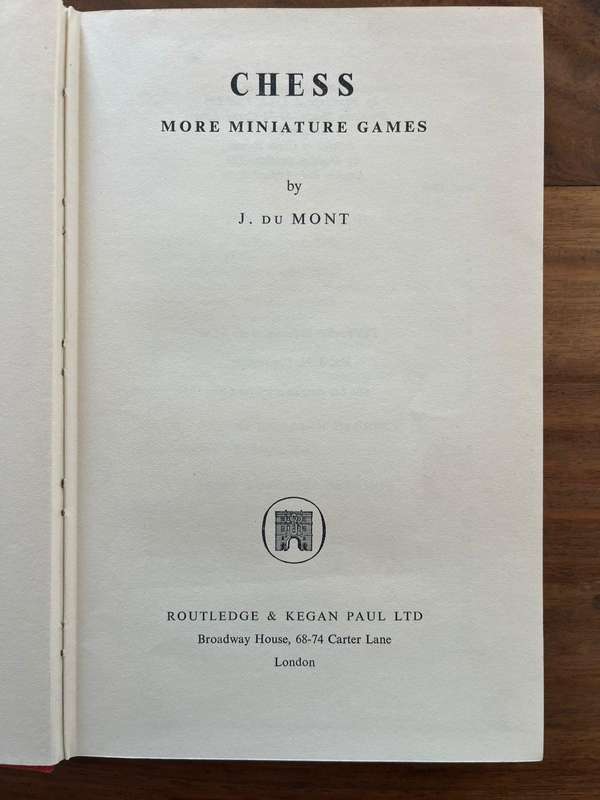 CHESS
MORE MINIATURE GAMES
by
J. DU MONT
ROUTLEDGE & KEGAN PAUL LTD
Broadway House, 68-74 Carter Lane
London